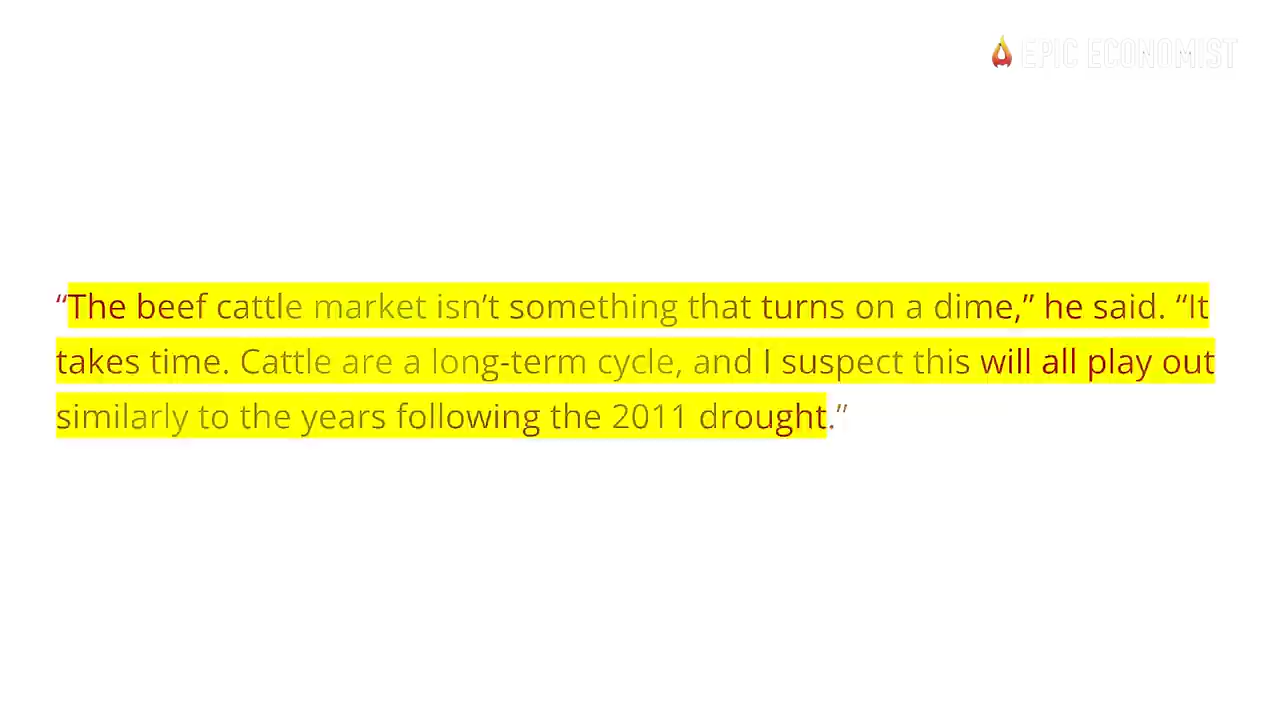 EPIC ECONOMIST
“The beef cattle market isn’t something that turns on a dime,” he said. “It
takes time. Cattle are a long-term cycle, and I suspect this will all play out
similarly to the years following the 2011 drought.”